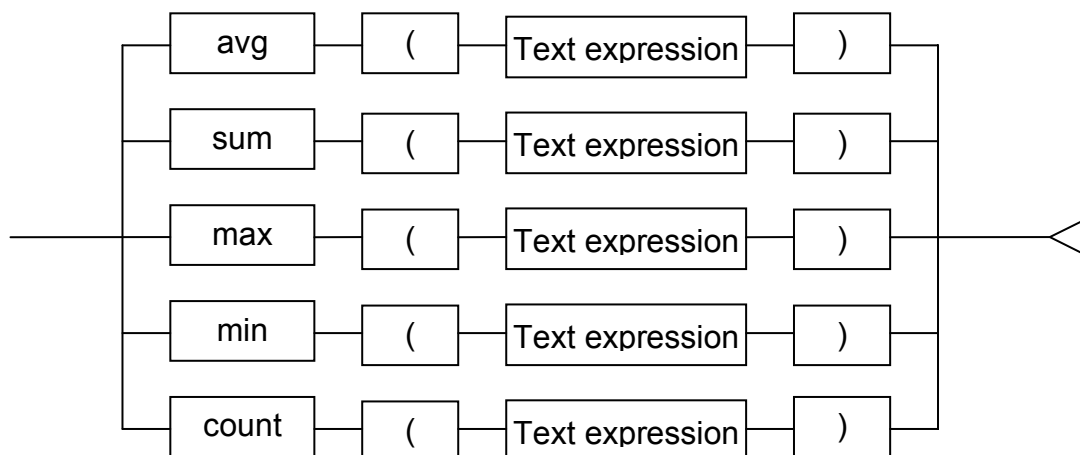 avg ( Text expression )
sum ( Text expression )
max ( Text expression )
min ( Text expression )
count ( Text expression )